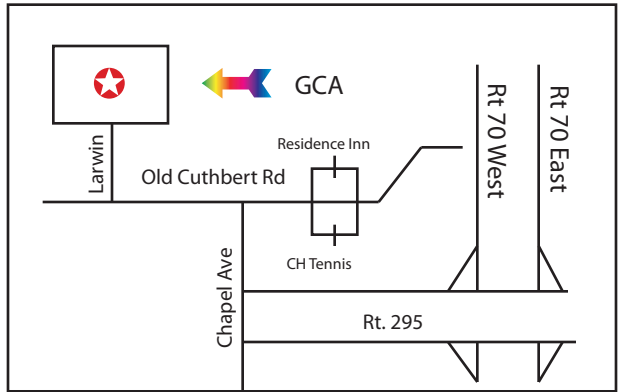 GCA
Residence Inn
Rt 70 West
Rt 70 East
Larwin
Old Cuthbert Rd
CH Tennis
Chapel Ave
Rt. 295